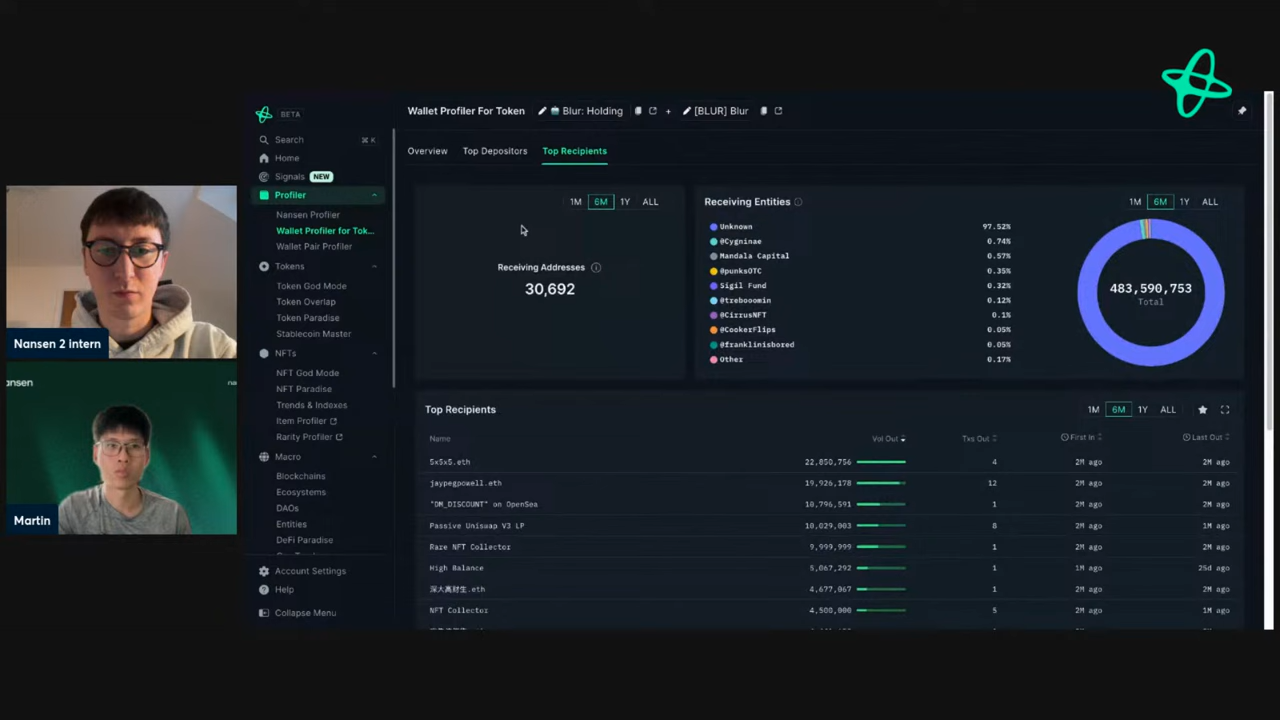 BETA
Search ⌘ K
Home
Signals NEW
Profiler
Nansen Profiler
Wallet Profiler for Tok...
Wallet Pair Profiler
Tokens
Token God Mode
Token Overlap
Token Paradise
Stablecoin Master
NFTs
NFT God Mode
NFT Paradise
Trends & Indexes
Item Profiler
Rarity Profiler
Macro
Blockchains
Ecosystems
DAOs
Entities
DeFi Paradise
Account Settings
Help
Collapse Menu
Nansen 2 Intern
ansen
na
Martin
Wallet Profiler For Token Blur: Holding + [BLUR] Blur
Overview Top Depositors Top Recipients
1M 6M 1Y ALL
Receiving Addresses
30,692
Receiving Entities 1M 6M 1Y ALL
Unknown 97.52%
@Cygninae 0.74%
Mandala Capital 0.57%
@punksOTC 0.35%
Sigil Fund 0.32%
@trebooomin 0.12%
@CirrusNFT 0.1%
@CookerFlips 0.05%
@franklinisbored 0.05%
Other 0.17%
483,590,753
Total
Top Recipients 1M 6M 1Y ALL
Name Vol Out Txs Out First In Last Out
5x5x5.eth 22,850,756 4 2M ago 2M ago
jaypegpowell.eth 19,926,178 12 2M ago 2M ago
"OM_DISCOUNT" on OpenSea 10,796,591 1 2M ago 2M ago
Passive Uniswap V3 LP 10,029,003 8 2M ago 1M ago
Rare NFT Collector 9,999,999 1 2M ago 2M ago
High Balance 5,067,292 1 1M ago 25d ago
深大高财生.eth 4,677,067 1 2M ago 2M ago
NFT Collector 4,500,000 5 2M ago 1M ago